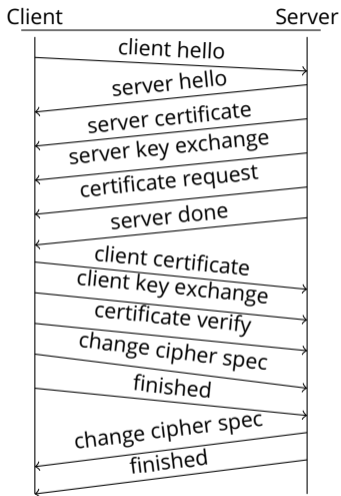 Client
Server
client hello
server hello
server certificate
server key exchange
certificate request
server done
client certificate
client key exchange
certificate verify
change cipher spec
finished
change cipher spec
finished